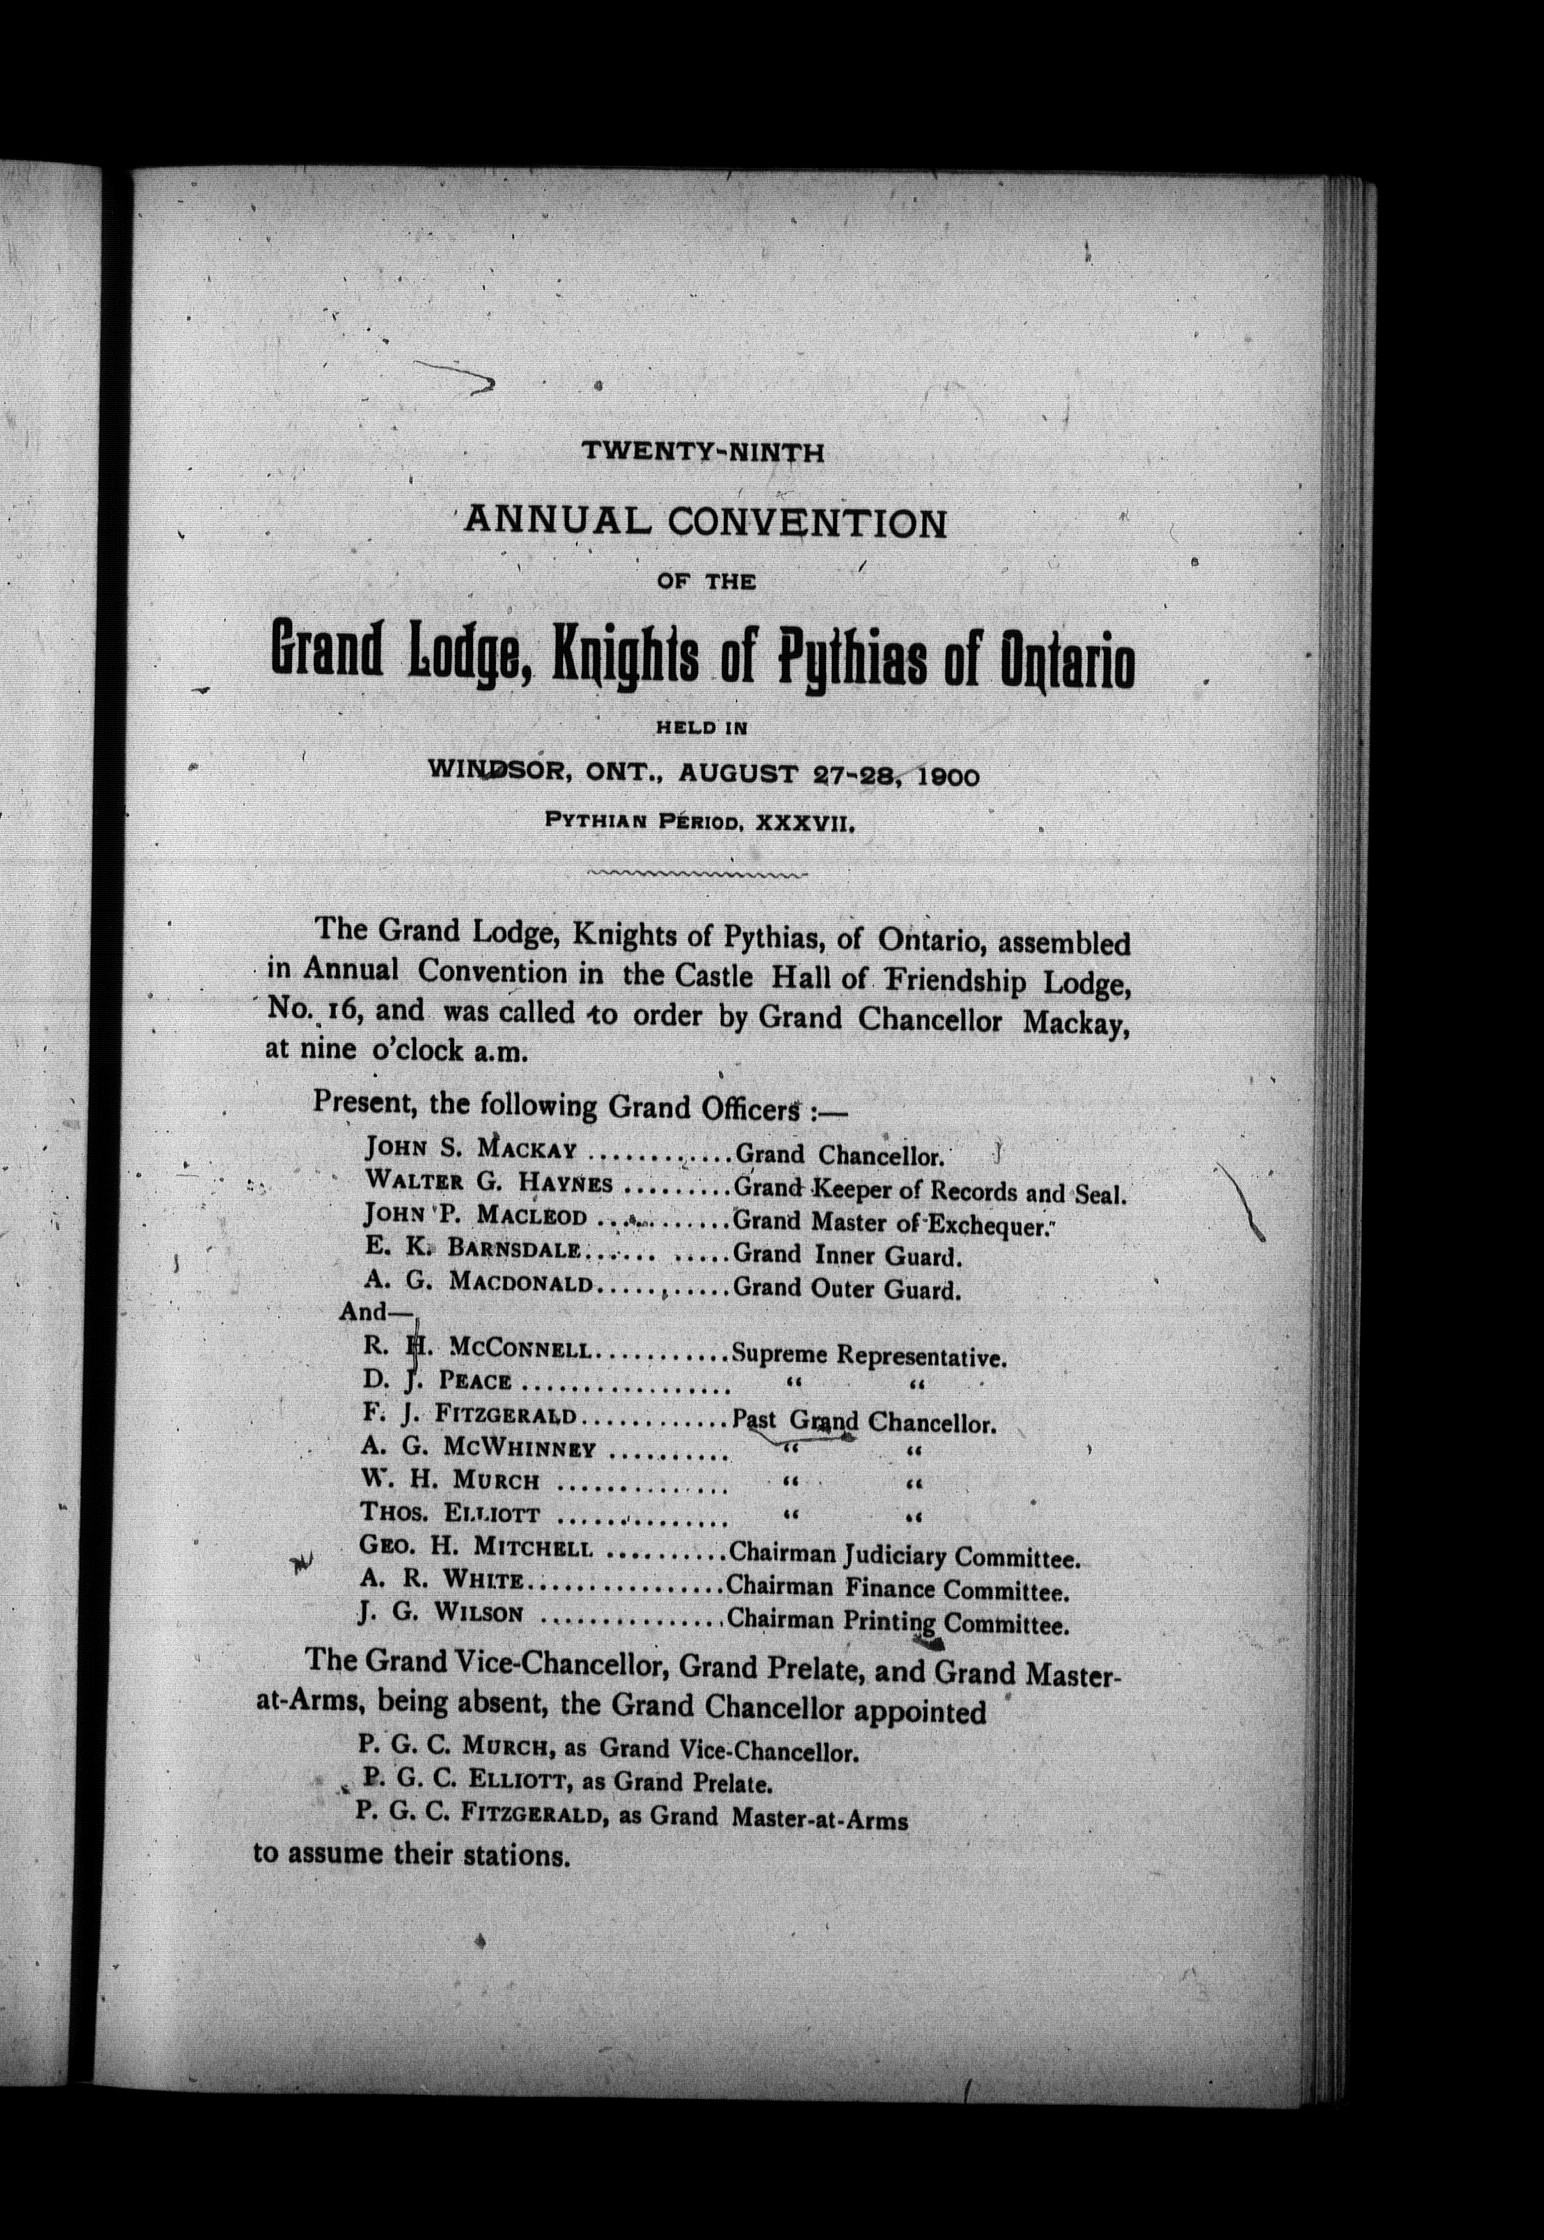 TWENTY-NINTH
ANNUAL CONVENTION
OF THE
Grand Lodge, Knights of Pythias of Ontario
HELD IN
WINDSOR, ONT., AUGUST 27-28, 1900
PYTHIAN PERIOD, XXXVII.
The Grand Lodge, Knights of Pythias, of Ontario, assembled
in Annual Convention in the Castle Hall of Friendship Lodge,
No. 16, and was called to order by Grand Chancellor Mackay,
at nine o'clock a.m.
Present, the following Grand Officers :—
JOHN S. MACKAY ............Grand Chancellor.
WALTER G. HAYNES .........Grand Keeper of Records and Seal.
JOHN P. MACLEOD ...........Grand Master of Exchequer.
E. K. BARNSDALE...... .....Grand Inner Guard.
A. G. MACDONALD...........Grand Outer Guard.
And—
R. H. MCCONNELL...........Supreme Representative.
D. J. PEACE .................. “ “
F. J. FITZGERALD............Past Grand Chancellor.
A. G. MCWHINNEY .......... “ “
W. H. MURCH .............. “ “
THOS. ELLIOTT .............. “ “
GEO. H. MITCHELL ..........Chairman Judiciary Committee.
A. R. WHITE................Chairman Finance Committee.
J. G. WILSON ...............Chairman Printing Committee.
The Grand Vice-Chancellor, Grand Prelate, and Grand Master-
at-Arms, being absent, the Grand Chancellor appointed
P. G. C. MURCH, as Grand Vice-Chancellor.
P. G. C. ELLIOTT, as Grand Prelate.
P. G. C. FITZGERALD, as Grand Master-at-Arms
to assume their stations.